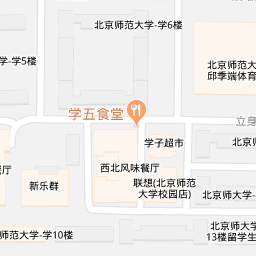 北京师范大学-学6楼
北京师范
大学-学5楼
北京师范大
邱季端体育
学五食堂
立身
学子超市
餐厅
西北风味餐厅
新乐群
联想(北京师范
大学校园店)
北京师范大学-
师范大学-学10楼
北京师范大
13楼留学生